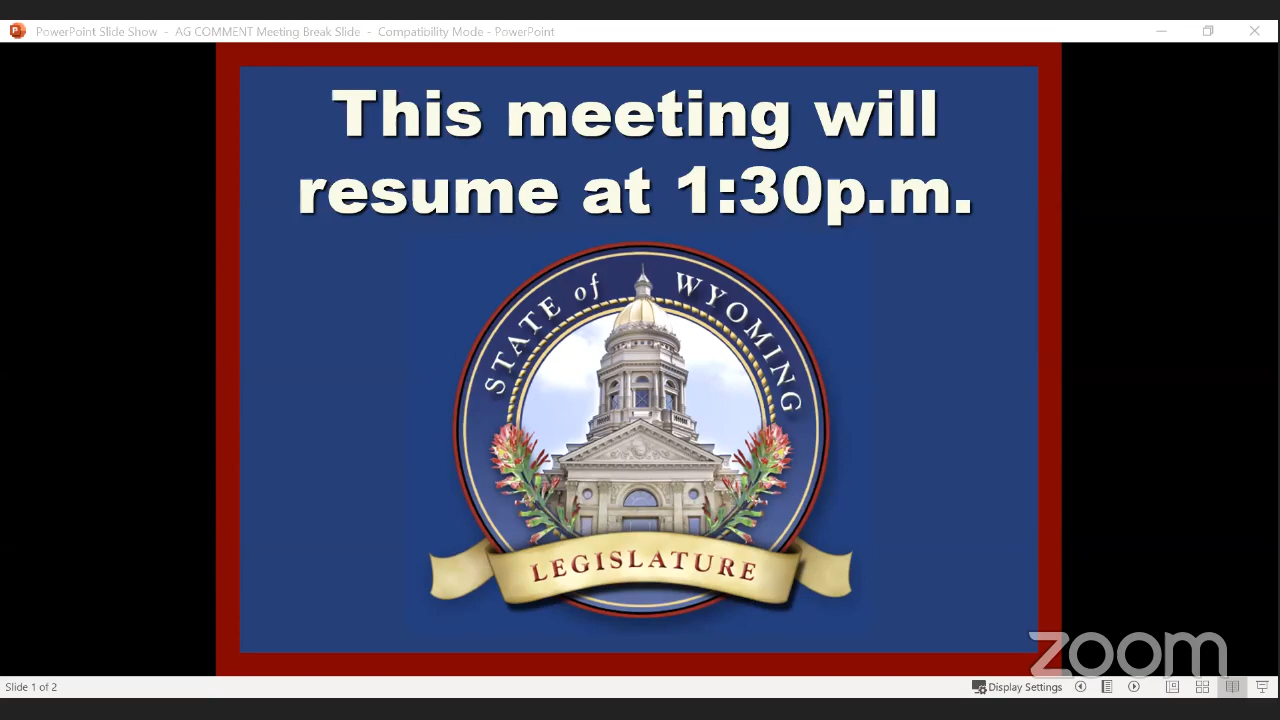 PowerPoint Slide Show - AG COMMENT Meeting Break Slide - Compatibility Mode - PowerPoint
This meeting will
resume at 1:30p.m.
STATE of WYOMING
LEGISLATURE
zoom
Slide 1 of 2
Display Settings